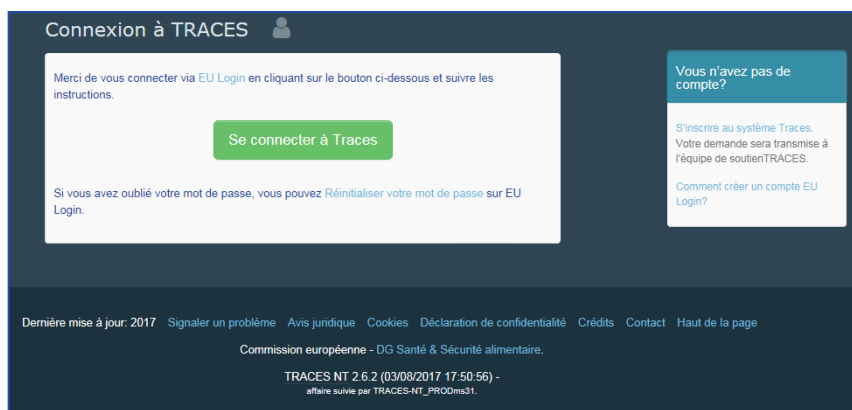 Connexion à TRACES
Merci de vous connecter via EU Login en cliquant sur le bouton ci-dessous et suivre les
instructions.
Se connecter à Traces
Si vous avez oublié votre mot de passe, vous pouvez Réinitialiser votre mot de passe sur EU
Login.
Vous n'avez pas de
compte?
S'inscrire au système Traces.
Votre demande sera transmise à
l'équipe de soutienTRACES.
Comment créer un compte EU
Login?
Dernière mise à jour: 2017 Signaler un problème Avis juridique Cookies Déclaration de confidentialité Crédits Contact Haut de la page
Commission européenne - DG Santé & Sécurité alimentaire.
TRACES NT 2.6.2 (03/08/2017 17:50:56) -
affaire suivie par TRACES-NT_PRODms31.